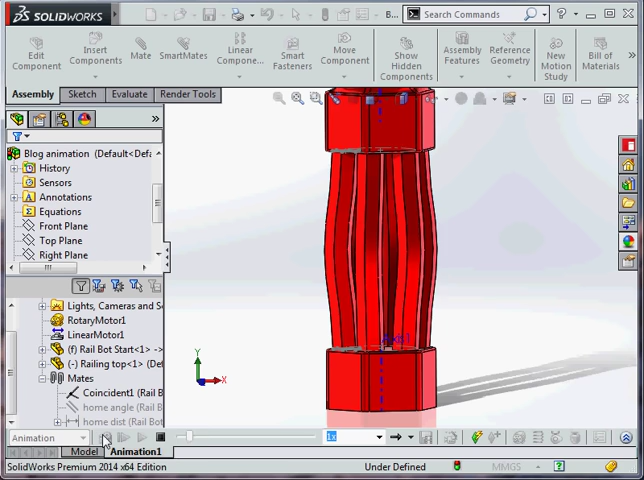 SOLIDWORKS
B...
Search Commands
?
Edit Component
Insert Components
Mate
SmartMates
Linear Compone...
Smart Fasteners
Move Component
Show Hidden Components
Assembly Features
Reference Geometry
New Motion Study
Bill of Materials
Assembly
Sketch
Evaluate
Render Tools
Blog animation (Default<Defa
History
Sensors
Annotations
Equations
Front Plane
Top Plane
Right Plane
Lights, Cameras and S
RotaryMotor1
LinearMotor1
(f) Rail Bot Start<1> ->
(-) Railing top<1> (De
Mates
Coincident1 (Rail B
home angle (Rail B
home dist (Rail Bot
Axis1
Y
X
Animation
1x
Model
Animation1
SolidWorks Premium 2014 x64 Edition
Under Defined
MMGS